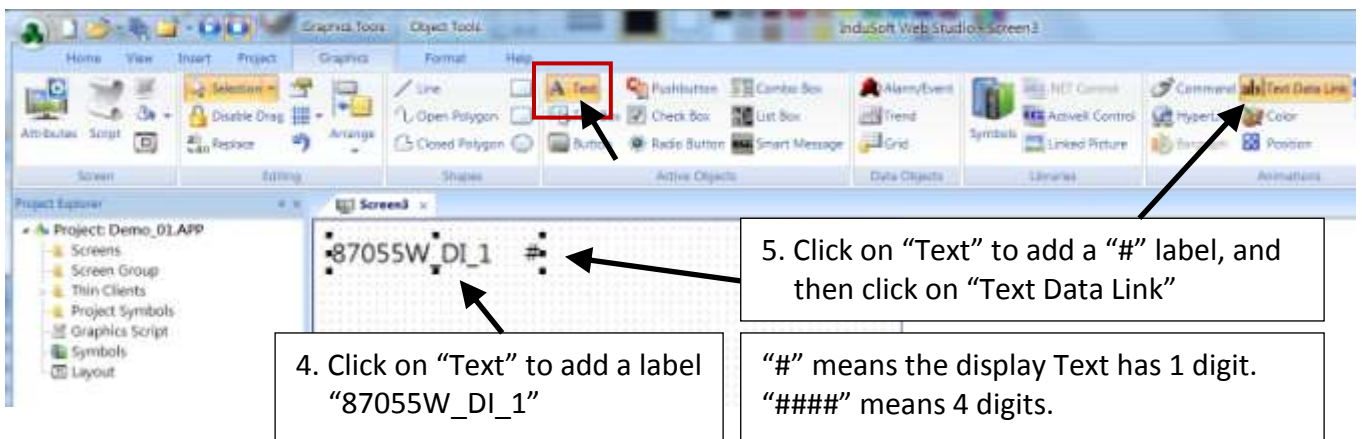 Graphics Tools Object Tools InduSoft Web Studio - Screen3
Home View Insert Project Graphics Format Help
Selection Line A Text Pushbutton Combo Box Alarm/Event .NET Control Command Text Data Link
Disable Drag Open Polygon Check Box List Box Trend ActiveX Control Color
Attributes Script Replace Arrange Closed Polygon Button Radio Button Smart Message Grid Symbols Linked Picture Position
Screen Editing Shapes Active Objects Data Objects Libraries Animations
Project Explorer Screen3
Project: Demo_01.APP
Screens
Screen Group
Thin Clients
Project Symbols
Graphics Script
Symbols
Layout
87055W_DI_1 #
5. Click on “Text” to add a “#” label, and
then click on “Text Data Link”
4. Click on “Text” to add a label
“87055W_DI_1”
“#” means the display Text has 1 digit.
“####” means 4 digits.